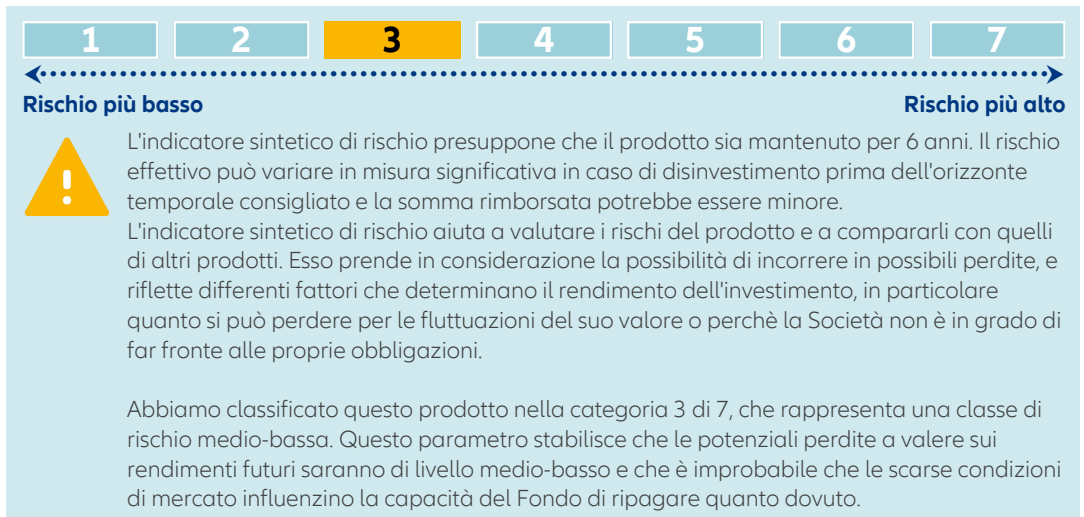 1 2 3 4 5 6 7
Rischio più basso Rischio più alto
L'indicatore sintetico di rischio presuppone che il prodotto sia mantenuto per 6 anni. Il rischio
effettivo può variare in misura significativa in caso di disinvestimento prima dell'orizzonte
temporale consigliato e la somma rimborsata potrebbe essere minore.
L'indicatore sintetico di rischio aiuta a valutare i rischi del prodotto e a compararli con quelli
di altri prodotti. Esso prende in considerazione la possibilità di incorrere in possibili perdite, e
riflette differenti fattori che determinano il rendimento dell'investimento, in particolare
quanto si può perdere per le fluttuazioni del suo valore o perchè la Società non è in grado di
far fronte alle proprie obbligazioni.
Abbiamo classificato questo prodotto nella categoria 3 di 7, che rappresenta una classe di
rischio medio-bassa. Questo parametro stabilisce che le potenziali perdite a valere sui
rendimenti futuri saranno di livello medio-basso e che è improbabile che le scarse condizioni
di mercato influenzino la capacità del Fondo di ripagare quanto dovuto.